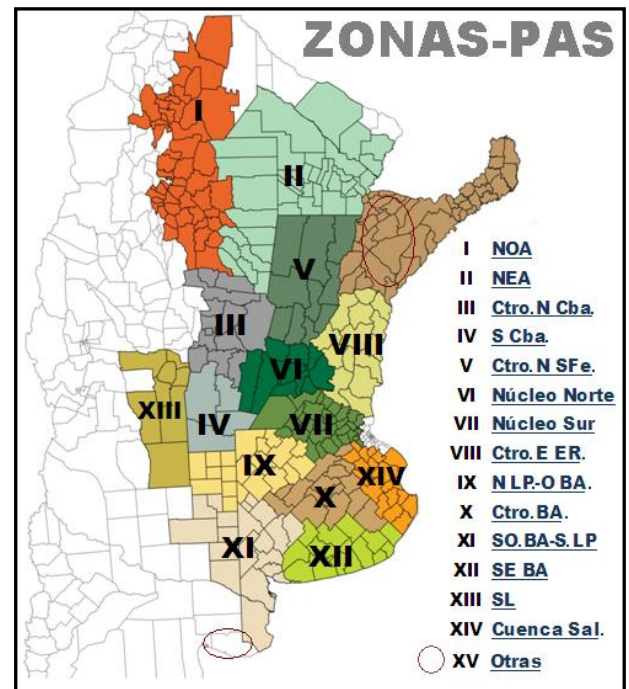 ZONAS-PAS
I
II
V
III
VIII
VI
XIII
IV
VII
IX
XIV
X
XI
XII
I NOA
II NEA
III Ctro.N Cba.
IV S Cba.
V Ctro.N SFe.
VI Núcleo Norte
VII Núcleo Sur
VIII Ctro.E ER.
IX N LP.-O BA.
X Ctro.BA.
XI SO.BA-S.LP
XII SE BA
XIII SL
XIV Cuenca Sal.
XV Otras